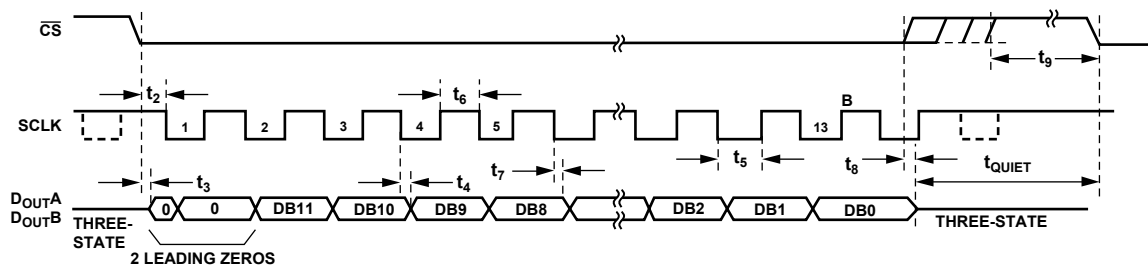 CS
t9
t2
t6
SCLK
1
2
3
4
5
13
B
t3
t4
t7
t5
t8
tQUIET
DOUTA
DOUTB
0
0
DB11
DB10
DB9
DB8
DB2
DB1
DB0
THREE-
STATE
THREE-STATE
2 LEADING ZEROS